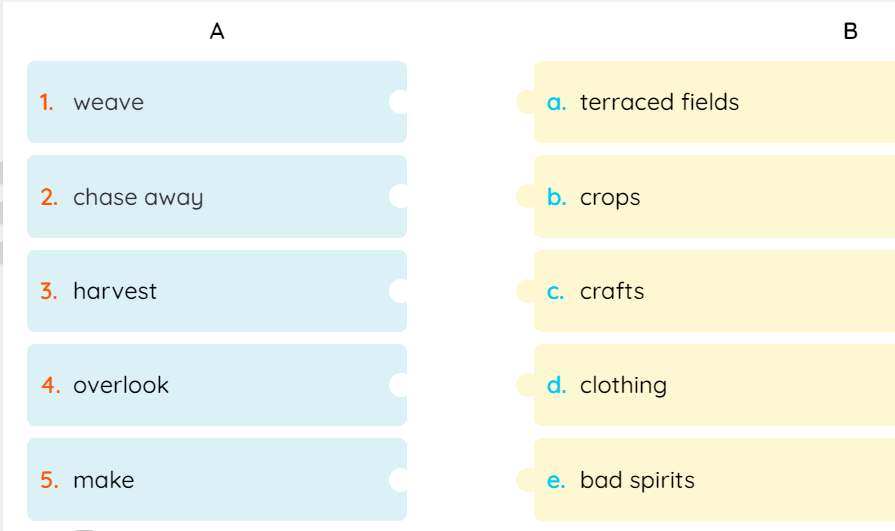 A B
1. weave a. terraced fields
2. chase away b. crops
3. harvest c. crafts
4. overlook d. clothing
5. make e. bad spirits